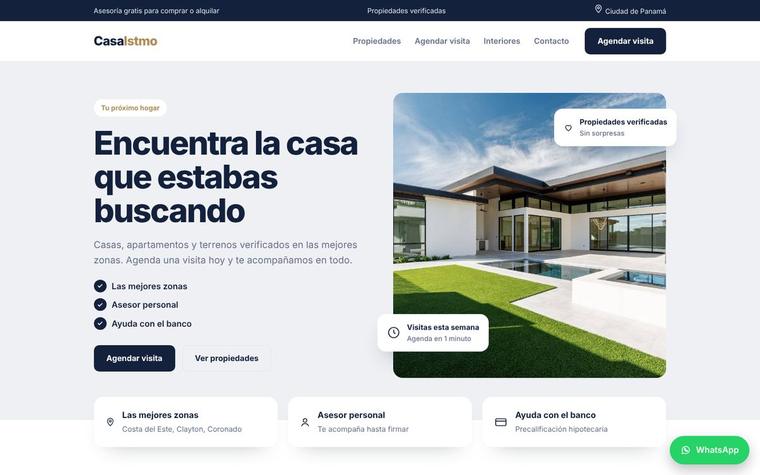 Asesoría gratis para comprar o alquilar
Propiedades verificadas
Ciudad de Panamá
CasaIstmo
Propiedades
Agendar visita
Interiores
Contacto
Agendar visita
Tu próximo hogar
Encuentra la casa
que estabas
buscando
Casas, apartamentos y terrenos verificados en las mejores
zonas. Agenda una visita hoy y te acompañamos en todo.
Las mejores zonas
Asesor personal
Ayuda con el banco
Agendar visita
Ver propiedades
Propiedades verificadas
Sin sorpresas
Visitas esta semana
Agenda en 1 minuto
Las mejores zonas
Costa del Este, Clayton, Coronado
Asesor personal
Te acompaña hasta firmar
Ayuda con el banco
Precalificación hipotecaria
WhatsApp